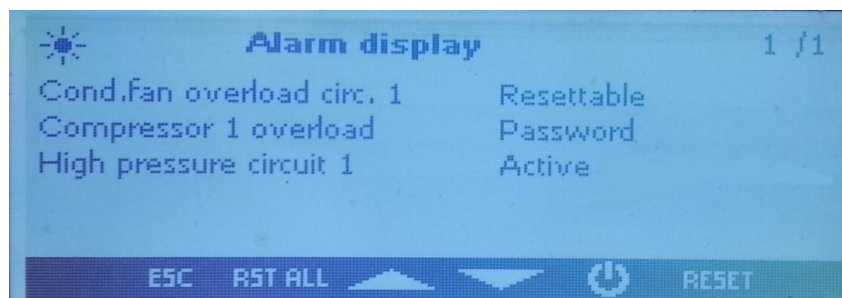 Alarm display 1 /1
Cond.fan overload circ. 1 Resettable
Compressor 1 overload Password
High pressure circuit 1 Active
ESC RST ALL RESET